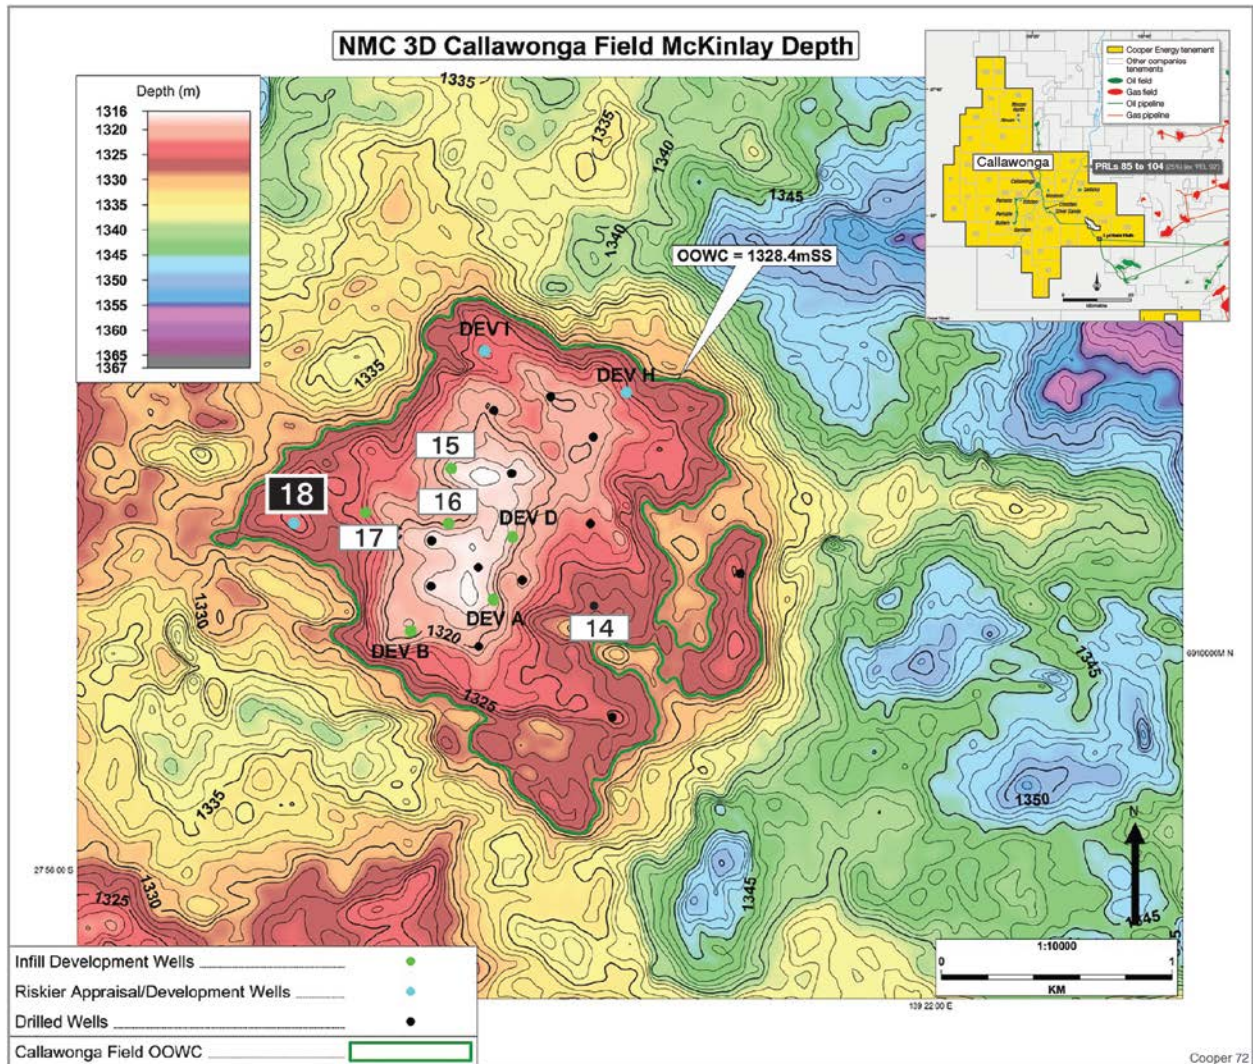 NMC 3D Callawonga Field McKinlay Depth
Depth (m)
1316
1320
1325
1330
1335
1340
1345
1350
1355
1360
1365
1367
Cooper Energy tenement
Other companies
tenements
Oil field
Gas field
Oil pipeline
Gas pipeline
Callawonga
PRLs 85 to 104
1335
1335
1340
1345
1340
OOWC = 1328.4mSS
DEV I
1335
DEV H
15
18
16
17
DEV D
1330
DEV A
14
1320
DEV B
1345
6910000M N
1325
1335
1350
N
27 56 00 S
1325
1330
1345
1345
1:10000
0
1
KM
139 22 00 E
Infill Development Wells
Riskier Appraisal/Development Wells
Drilled Wells
Callawonga Field OOWC
Cooper 72